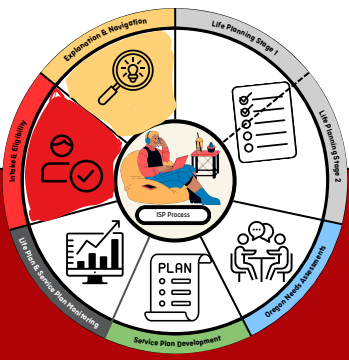 Explanation & Navigation
Life Planning Stage 1
Life Planning Stage 2
Oregon Needs Assessments
Service Plan Development
Life Plan & Service Plan Monitoring
Intake & Eligibility
ISP Process
PLAN